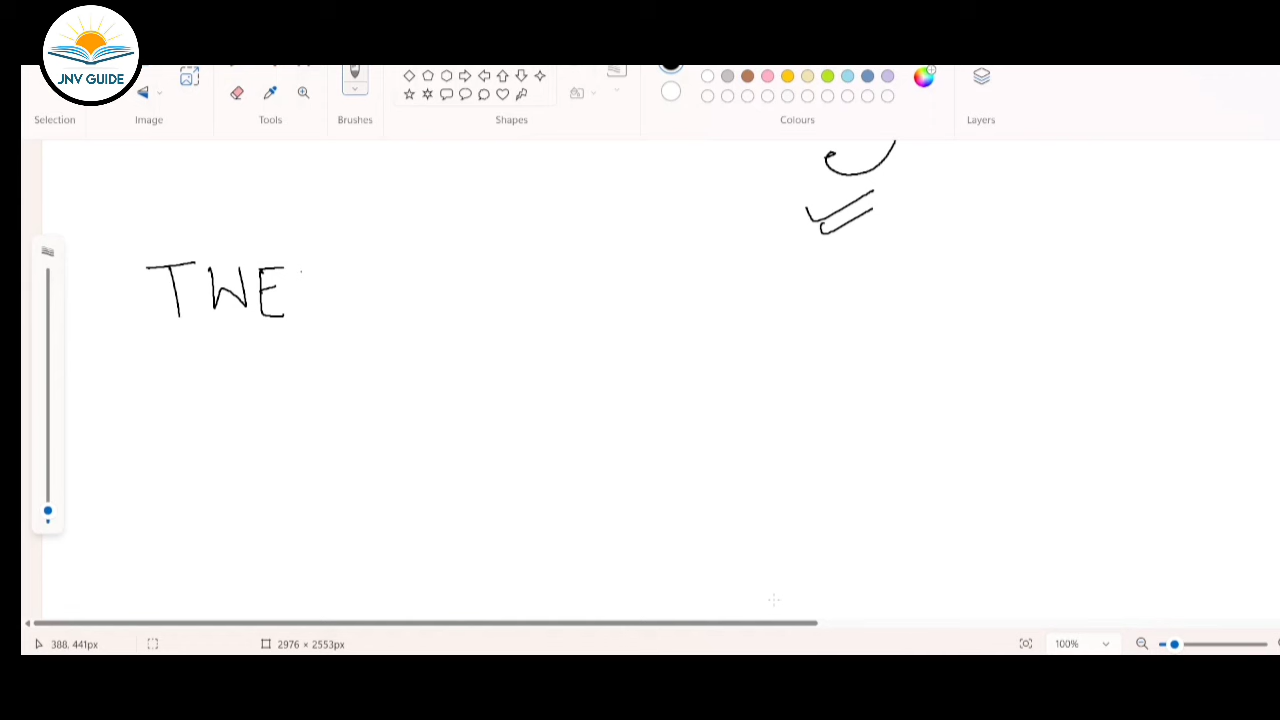 JNV GUIDE
Selection Image Tools Brushes Shapes Colours Layers
TWE
388, 441px 2976 × 2553px 100%